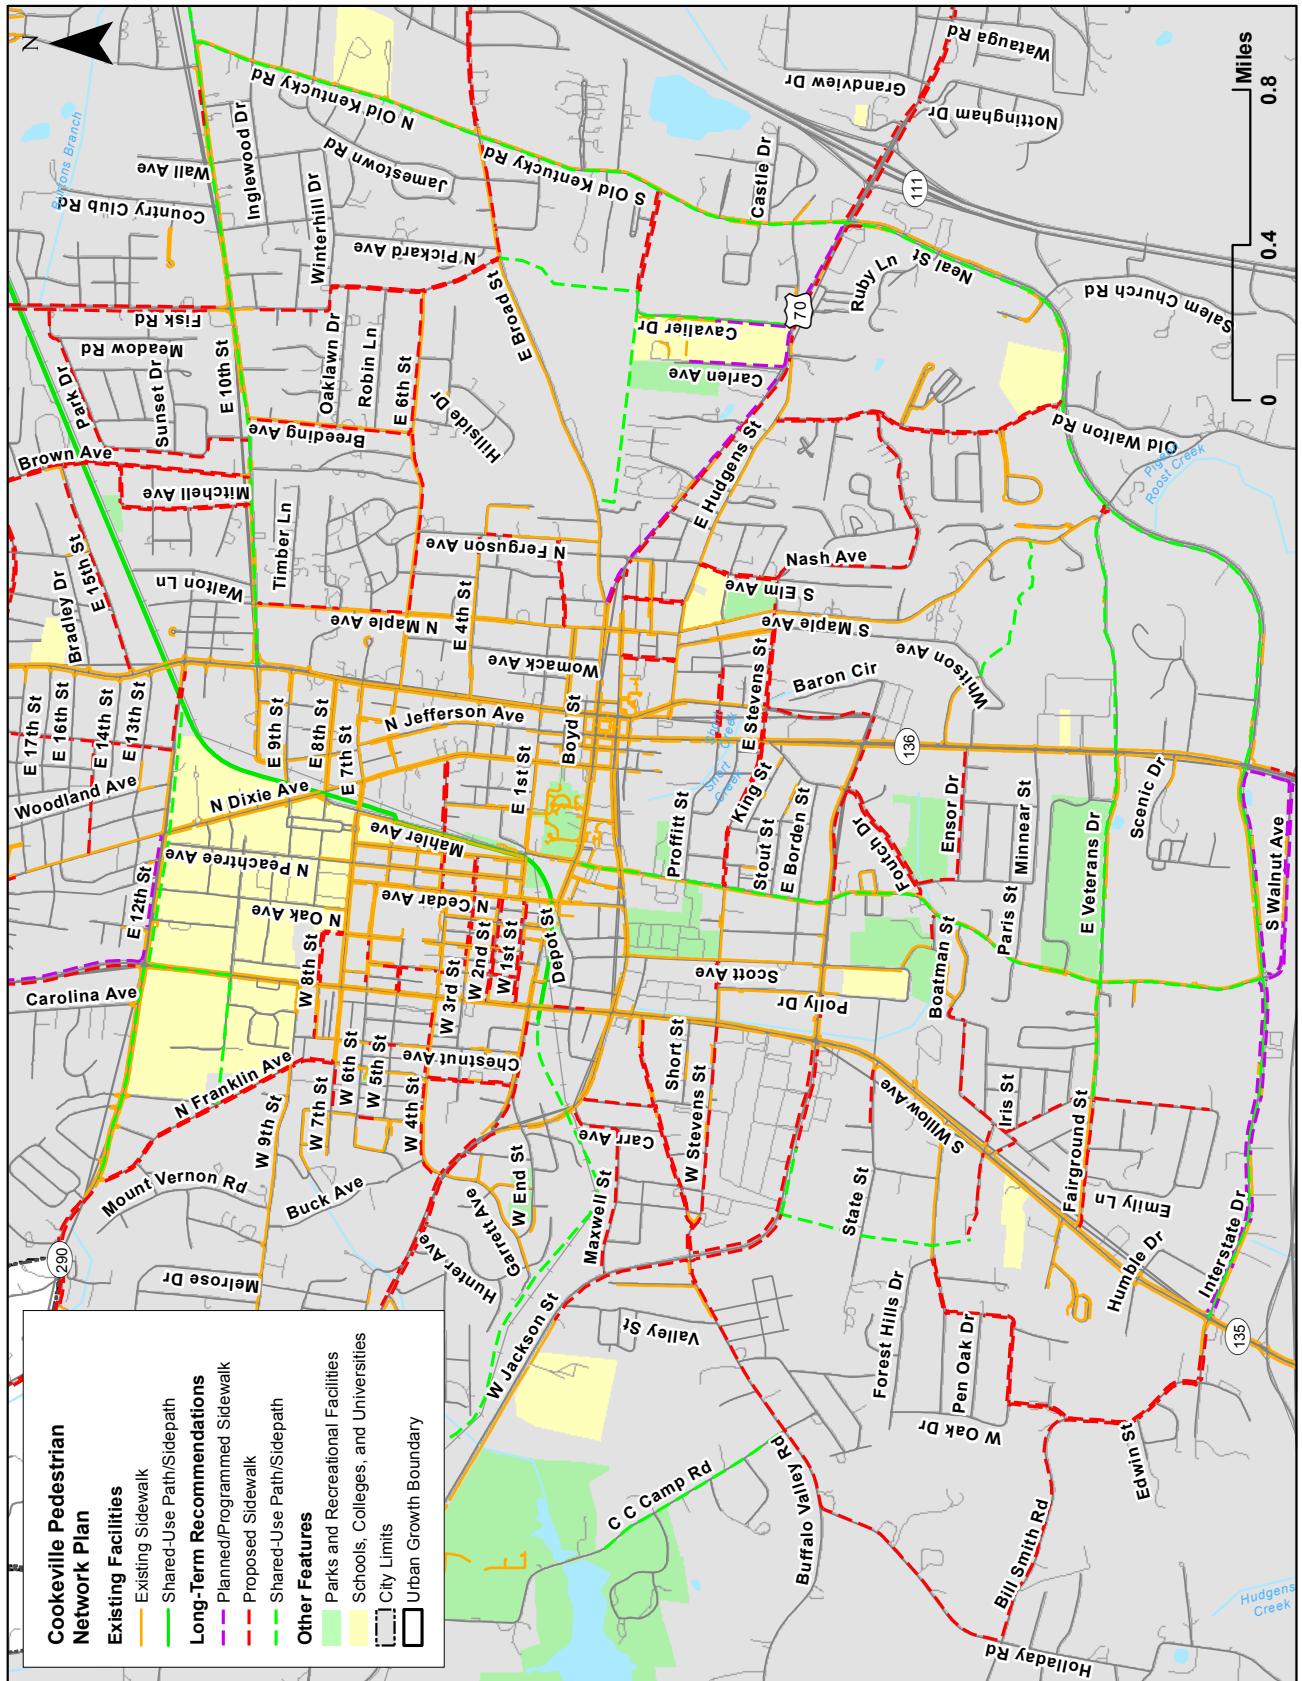 Cookeville Pedestrian
Network Plan
Existing Facilities
Existing Sidewalk
Shared-Use Path/Sidepath
Long-Term Recommendations
Planned/Programmed Sidewalk
Proposed Sidewalk
Shared-Use Path/Sidepath
Other Features
Parks and Recreational Facilities
Schools, Colleges, and Universities
City Limits
Urban Growth Boundary
N
0
0.4
0.8
Miles
290
Melrose Dr
Mount Vernon Rd
Buck Ave
Hunter Ave
Garrett Ave
W End St
W Jackson St
Maxwell St
Valley St
C C Camp Rd
Buffalo Valley Rd
Bill Smith Rd
Holladay Rd
Hudgens
Creek
Edwin St
W Oak Dr
Pen Oak Dr
Forest Hills Dr
State St
Humble Dr
Interstate Dr
135
Emily Ln
Fairground St
Iris St
S Willow Ave
W Stevens St
Short St
Carr Ave
Polly Dr
Scott Ave
Boatman St
Paris St
E Veterans Dr
S Walnut Ave
Scenic Dr
Minnear St
Ensor Dr
Foutch Dr
136
E Borden St
Stout St
King St
Proffitt St
E Stevens St
Short Creek
Baron Cir
Whitson Ave
S Maple Ave
S Elm Ave
Nash Ave
E Hudgens St
Carlen Ave
Cavalier Dr
70
Ruby Ln
Neal St
Salem Church Rd
Old Walton Rd
Pigeon
Roost Creek
111
Castle Dr
Grandview Dr
Nottingham Dr
Watauga Rd
S Old Kentucky Rd
N Old Kentucky Rd
Jamestown Rd
Inglewood Dr
Winterhill Dr
N Pickard Ave
Wall Ave
Country Club Rd
Fisk Rd
Meadow Rd
Sunset Dr
Park Dr
Brown Ave
Mitchell Ave
E 10th St
Breeding Ave
Oaklawn Dr
Robin Ln
E 6th St
Hillside Dr
E Broad St
N Ferguson Ave
Timber Ln
Walton Ln
N Maple Ave
E 4th St
Womack Ave
Boyd St
E 1st St
N Jefferson Ave
E 15th St
Bradley Dr
E 17th St
E 16th St
E 14th St
E 13th St
Woodland Ave
N Dixie Ave
E 9th St
E 8th St
E 7th St
Mahler Ave
N Peachtree Ave
E 12th St
N Oak Ave
N Cedar Ave
W 8th St
W 3rd St
W 2nd St
W 1st St
Depot St
Carolina Ave
N Franklin Ave
W 9th St
W 7th St
W 6th St
W 5th St
W 4th St
Chestnut Ave